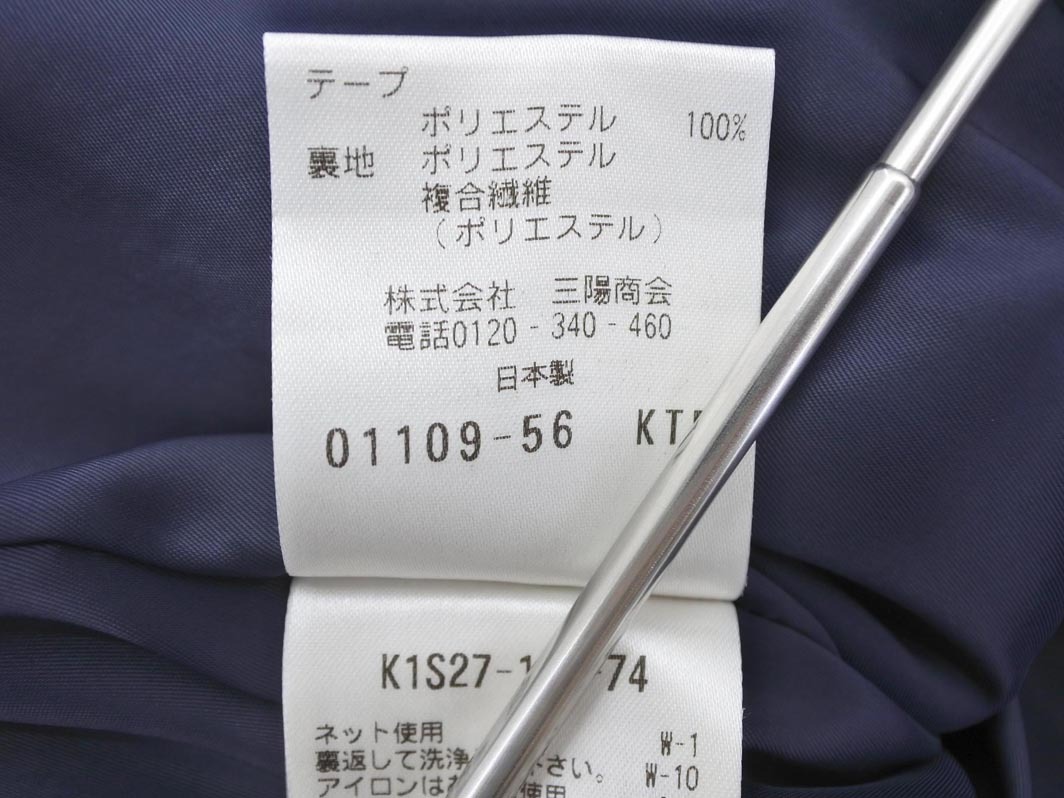 テープ
ポリエステル 100%
裏地 ポリエステル
複合繊維
(ポリエステル)
株式会社 三陽商会
電話0120-340-460
日本製
01109-56 KT
K1S27- -74
ネット使用 W-1
裏返して洗浄 さい。 W-10
アイロンは 使用